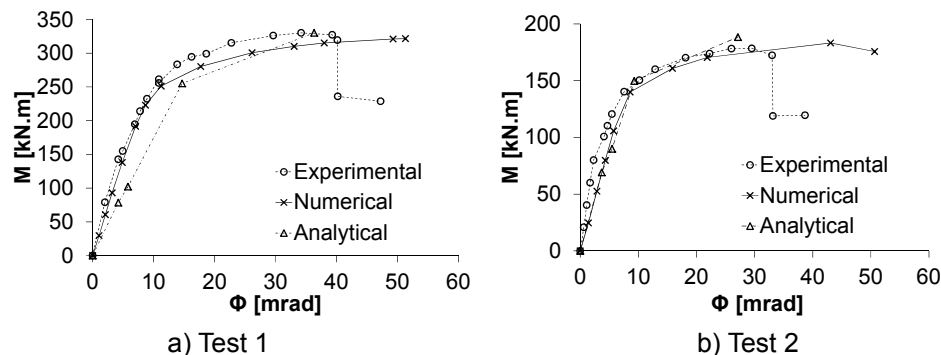 350
300
250
200
150
100
50
0
M [kN.m]
Experimental
Numerical
Analytical
0 10 20 30 40 50 60
Φ [mrad]
a) Test 1
200
150
100
50
0
M [kN.m]
Experimental
Numerical
Analytical
0 10 20 30 40 50 60
Φ [mrad]
b) Test 2